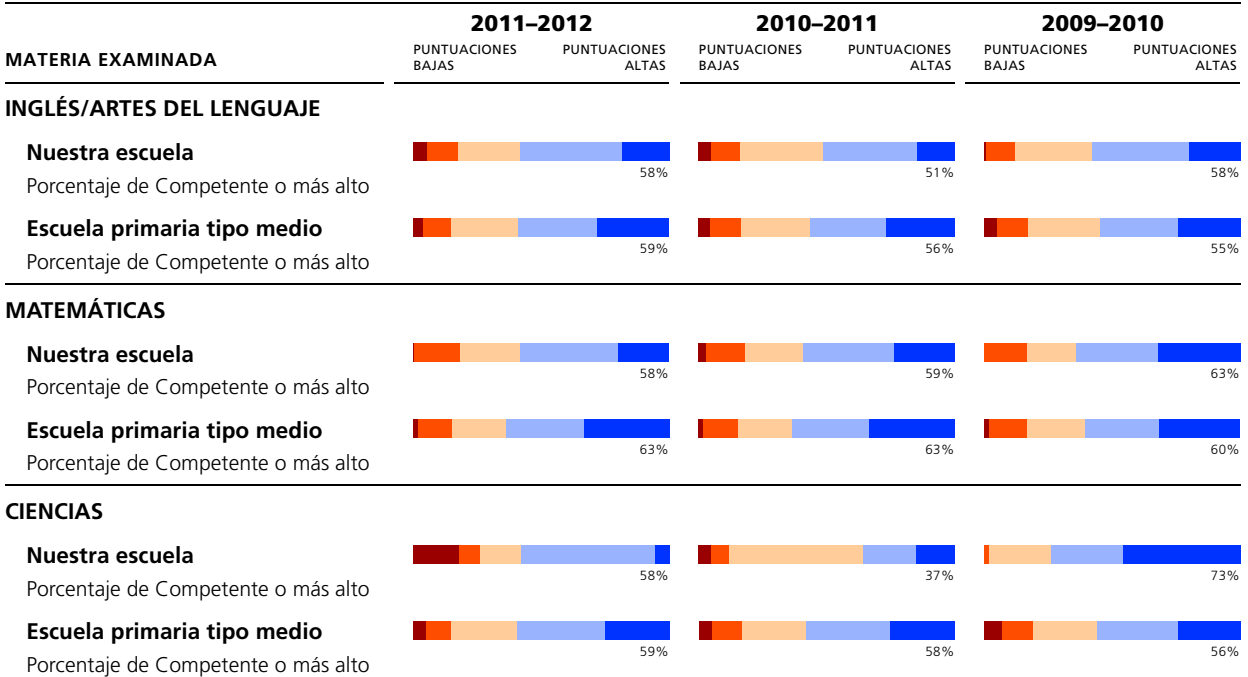 2011–2012 2010–2011 2009–2010
MATERIA EXAMINADA PUNTUACIONES BAJAS PUNTUACIONES ALTAS PUNTUACIONES BAJAS PUNTUACIONES ALTAS PUNTUACIONES BAJAS PUNTUACIONES ALTAS
INGLÉS/ARTES DEL LENGUAJE
Nuestra escuela
Porcentaje de Competente o más alto 58% 51% 58%
Escuela primaria tipo medio
Porcentaje de Competente o más alto 59% 56% 55%
MATEMÁTICAS
Nuestra escuela
Porcentaje de Competente o más alto 58% 59% 63%
Escuela primaria tipo medio
Porcentaje de Competente o más alto 63% 63% 60%
CIENCIAS
Nuestra escuela
Porcentaje de Competente o más alto 58% 37% 73%
Escuela primaria tipo medio
Porcentaje de Competente o más alto 59% 58% 56%